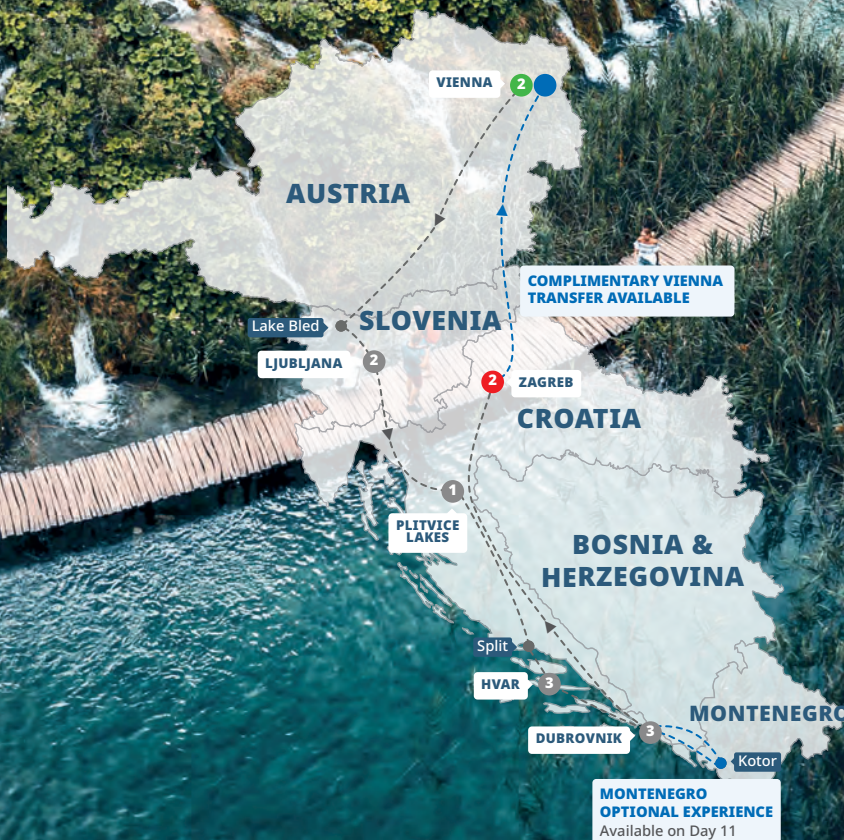 VIENNA
2
AUSTRIA
COMPLIMENTARY VIENNA
TRANSFER AVAILABLE
Lake Bled
SLOVENIA
LJUBLJANA
2
2
ZAGREB
CROATIA
1
PLITVICE
LAKES
BOSNIA &
HERZEGOVINA
Split
HVAR
3
MONTENEGRO
DUBROVNIK
3
Kotor
MONTENEGRO
OPTIONAL EXPERIENCE
Available on Day 11